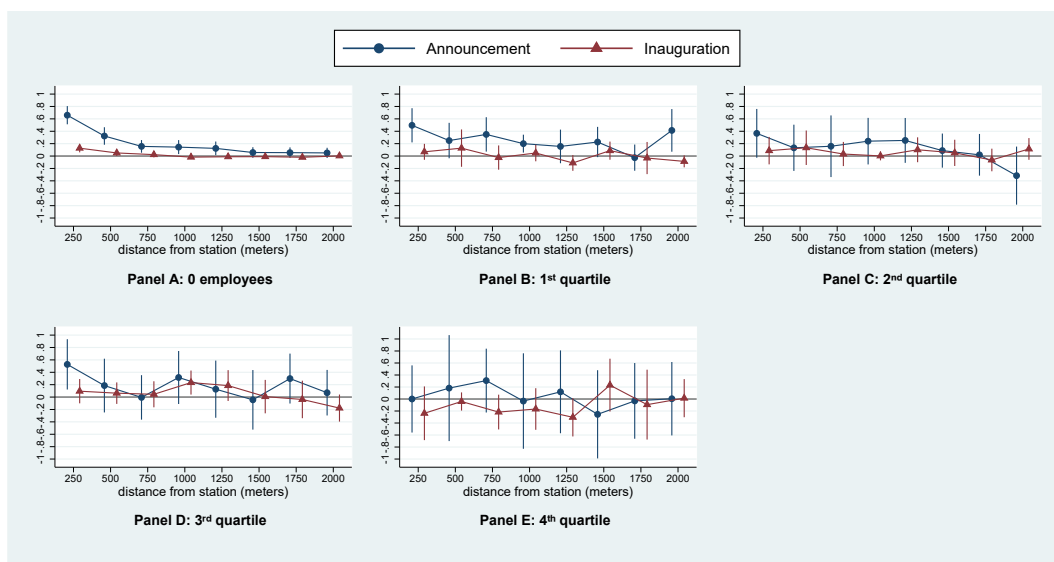 Announcement Inauguration
-1 -.8 -.6 -.4 -.2 0 .2 .4 .6 .8 1
250 500 750 1000 1250 1500 1750 2000
distance from station (meters)
Panel A: 0 employees
-1 -.8 -.6 -.4 -.2 0 .2 .4 .6 .8 1
250 500 750 1000 1250 1500 1750 2000
distance from station (meters)
Panel B: 1st quartile
-1 -.8 -.6 -.4 -.2 0 .2 .4 .6 .8 1
250 500 750 1000 1250 1500 1750 2000
distance from station (meters)
Panel C: 2nd quartile
-1 -.8 -.6 -.4 -.2 0 .2 .4 .6 .8 1
250 500 750 1000 1250 1500 1750 2000
distance from station (meters)
Panel D: 3rd quartile
-1 -.8 -.6 -.4 -.2 0 .2 .4 .6 .8 1
250 500 750 1000 1250 1500 1750 2000
distance from station (meters)
Panel E: 4th quartile